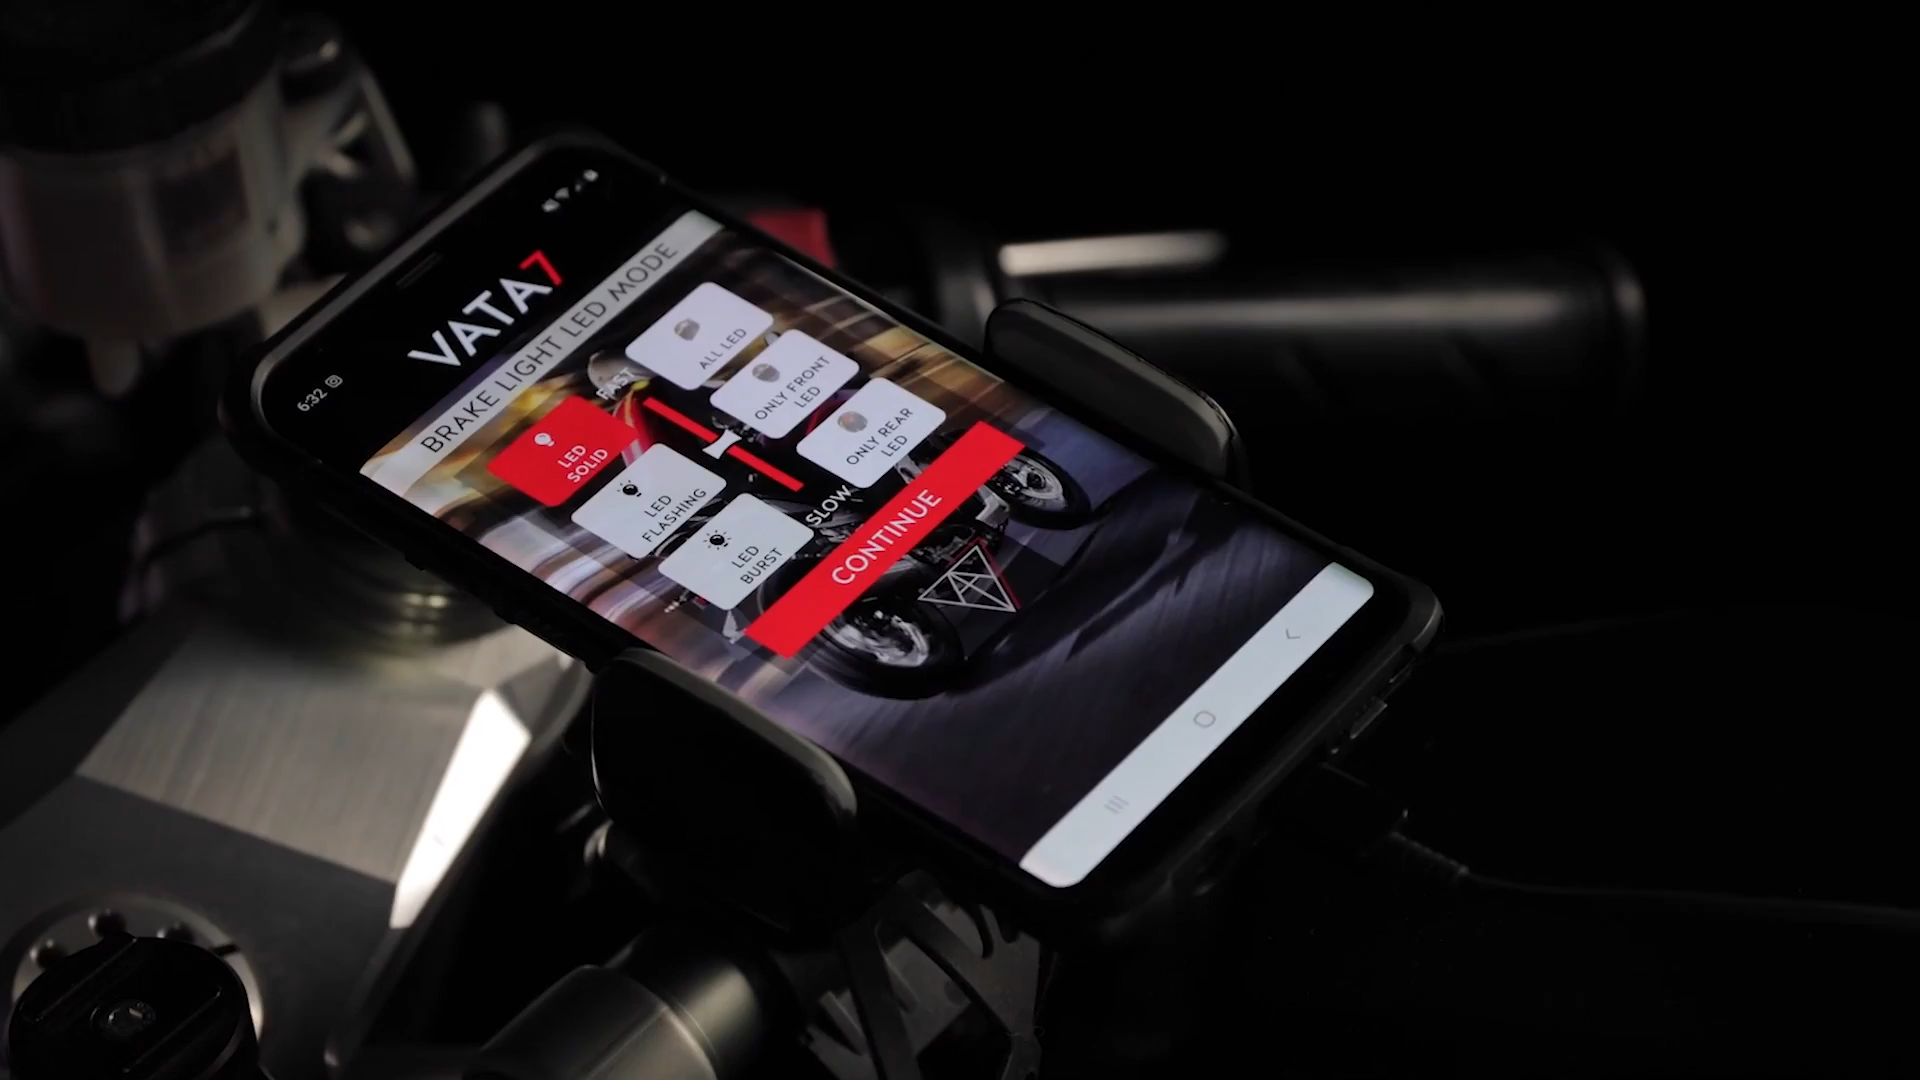 6:32
VATA7
BRAKE LIGHT LED MODE
LED
SOLID
LED
FLASHING
LED
BURST
FAST
SLOW
ALL LED
ONLY FRONT
LED
ONLY REAR
LED
CONTINUE